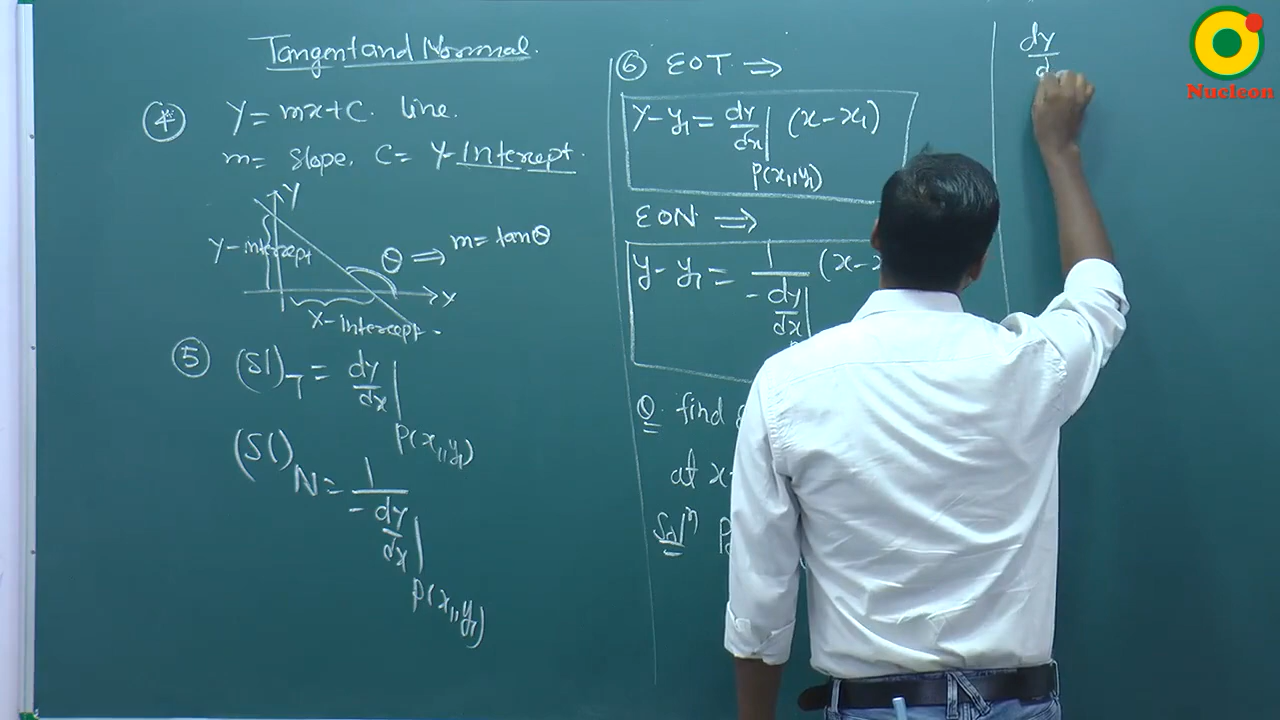 Tangent and Normal.
④ y = mx+c. line.
m = slope. c = y-intercept.
Y
Y-intercept
θ ⇒ m = tanθ
x
X-intercept
⑤ (Sl)T = dy/dx | P(x1,y1)
(Sl)N = 1/(-dy/dx) | P(x1,y1)
⑥ EOT ⇒
y-y1 = dy/dx | (x-x1)
P(x1,y1)
EON ⇒
y-y1 = 1/(-dy/dx) | (x-
Q. find
at x
Solⁿ
dy
Nucleon